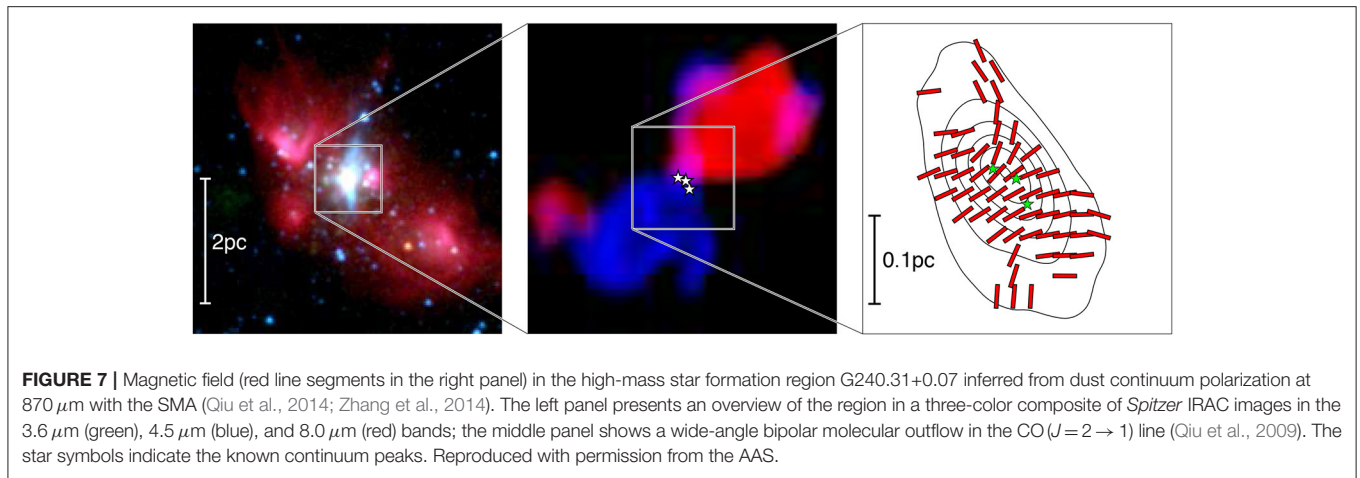 2pc
0.1pc
FIGURE 7 | Magnetic field (red line segments in the right panel) in the high-mass star formation region G240.31+0.07 inferred from dust continuum polarization at
870 μm with the SMA (Qiu et al., 2014; Zhang et al., 2014). The left panel presents an overview of the region in a three-color composite of Spitzer IRAC images in the
3.6 μm (green), 4.5 μm (blue), and 8.0 μm (red) bands; the middle panel shows a wide-angle bipolar molecular outflow in the CO (J = 2 → 1) line (Qiu et al., 2009). The
star symbols indicate the known continuum peaks. Reproduced with permission from the AAS.